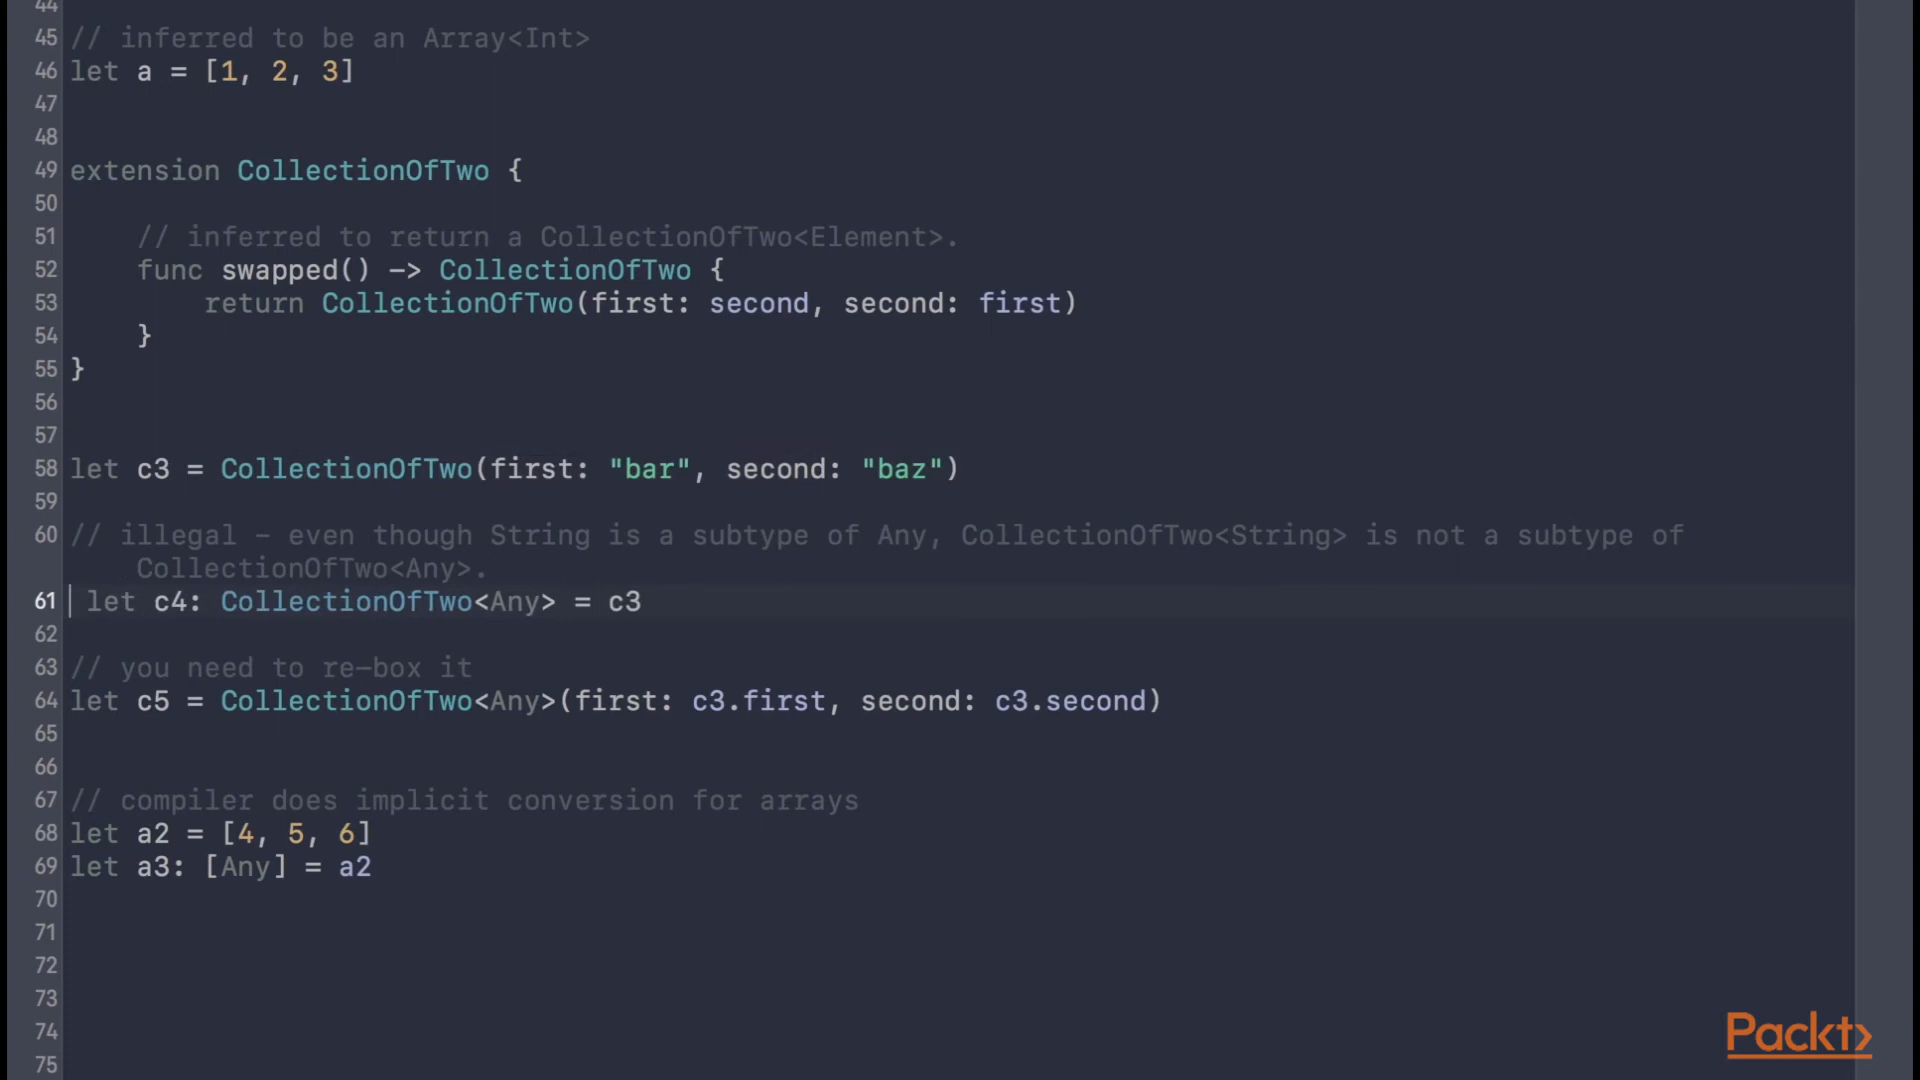 44
45 // inferred to be an Array<Int>
46 let a = [1, 2, 3]
47
48
49 extension CollectionOfTwo {
50
51     // inferred to return a CollectionOfTwo<Element>.
52     func swapped() -> CollectionOfTwo {
53         return CollectionOfTwo(first: second, second: first)
54     }
55 }
56
57
58 let c3 = CollectionOfTwo(first: "bar", second: "baz")
59
60 // illegal - even though String is a subtype of Any, CollectionOfTwo<String> is not a subtype of
    CollectionOfTwo<Any>.
61  let c4: CollectionOfTwo<Any> = c3
62
63 // you need to re-box it
64 let c5 = CollectionOfTwo<Any>(first: c3.first, second: c3.second)
65
66
67 // compiler does implicit conversion for arrays
68 let a2 = [4, 5, 6]
69 let a3: [Any] = a2
70
71
72
73
74
75
Packt>